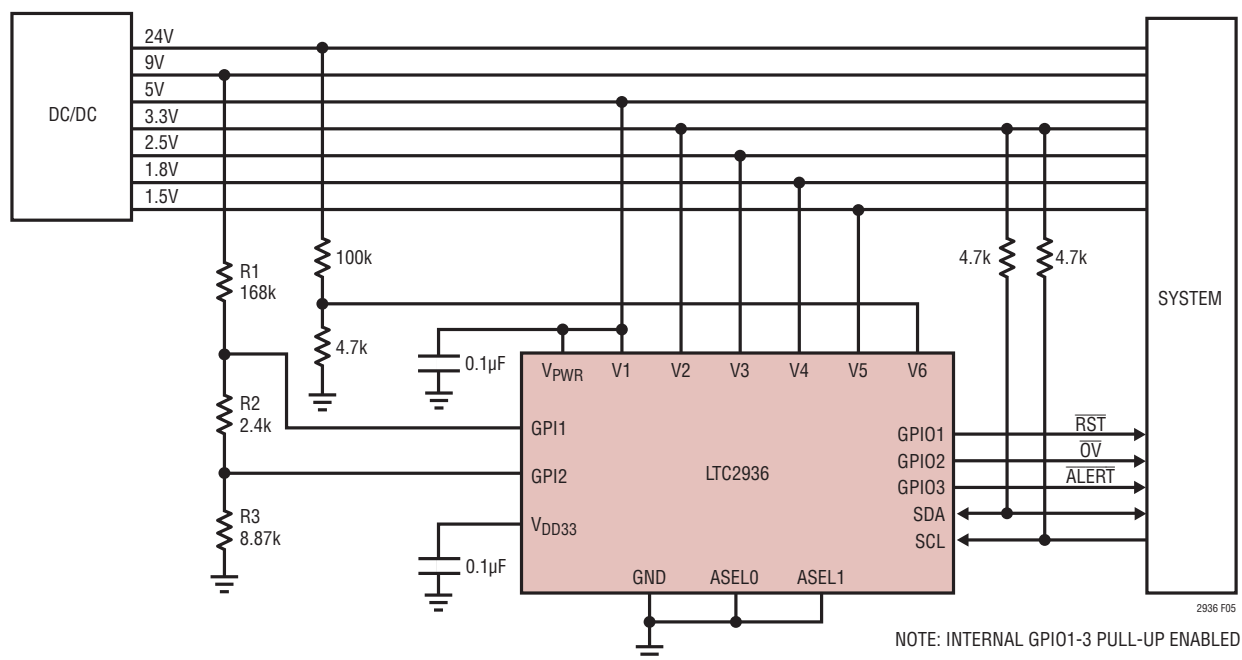 DC/DC
24V
9V
5V
3.3V
2.5V
1.8V
1.5V
SYSTEM
R1
168k
100k
4.7k
4.7k
4.7k
0.1µF
R2
2.4k
R3
8.87k
0.1µF
VPWR
V1
V2
V3
V4
V5
V6
GPI1
GPI2
VDD33
LTC2936
GPIO1
GPIO2
GPIO3
SDA
SCL
RST
OV
ALERT
GND
ASEL0
ASEL1
2936 F05
NOTE: INTERNAL GPIO1-3 PULL-UP ENABLED